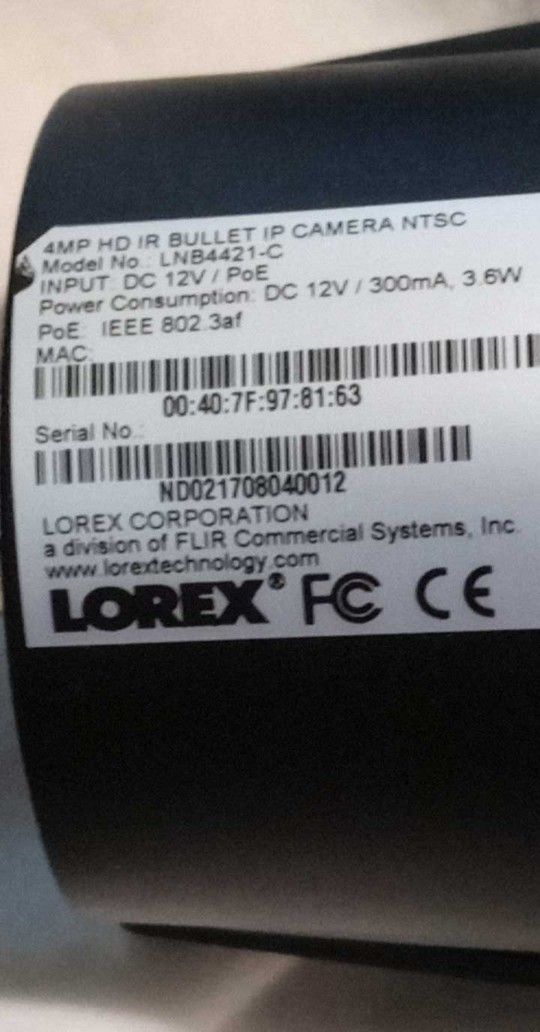 4MP HD IR BULLET IP CAMERA NTSC
Model No.: LNB4421-C
INPUT: DC 12V / PoE
Power Consumption: DC 12V / 300mA, 3.6W
PoE: IEEE 802.3af
MAC:
00:40:7F:97:81:63
Serial No.:
ND021708040012
LOREX CORPORATION
a division of FLIR Commercial Systems, Inc.
www.lorextechnology.com
LOREX® FC CE